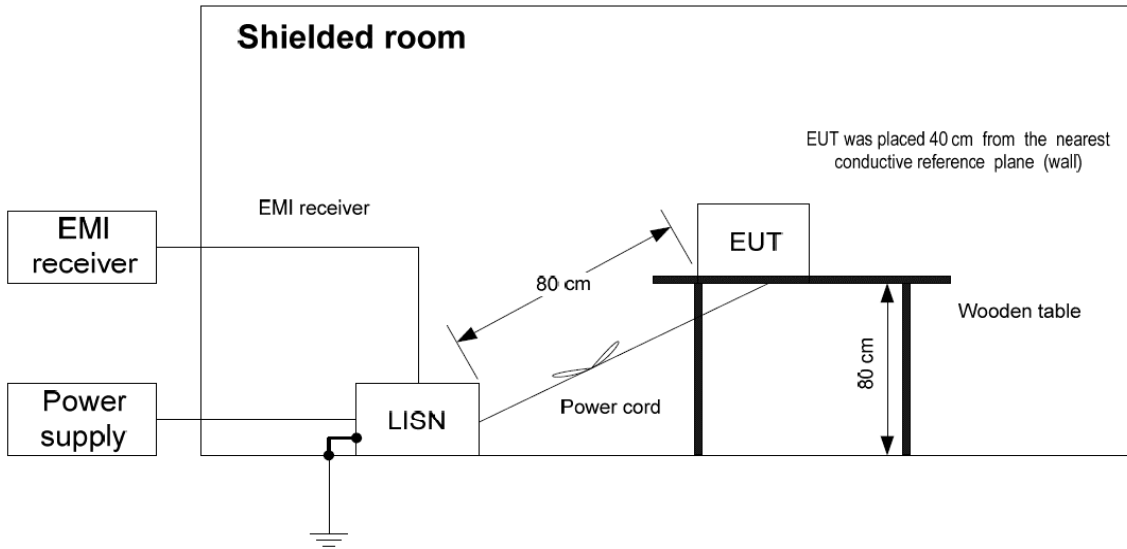 Shielded room
EUT was placed 40 cm from the nearest
conductive reference plane (wall)
EMI receiver
EMI
receiver
EUT
80 cm
Wooden table
80 cm
Power
supply
LISN
Power cord